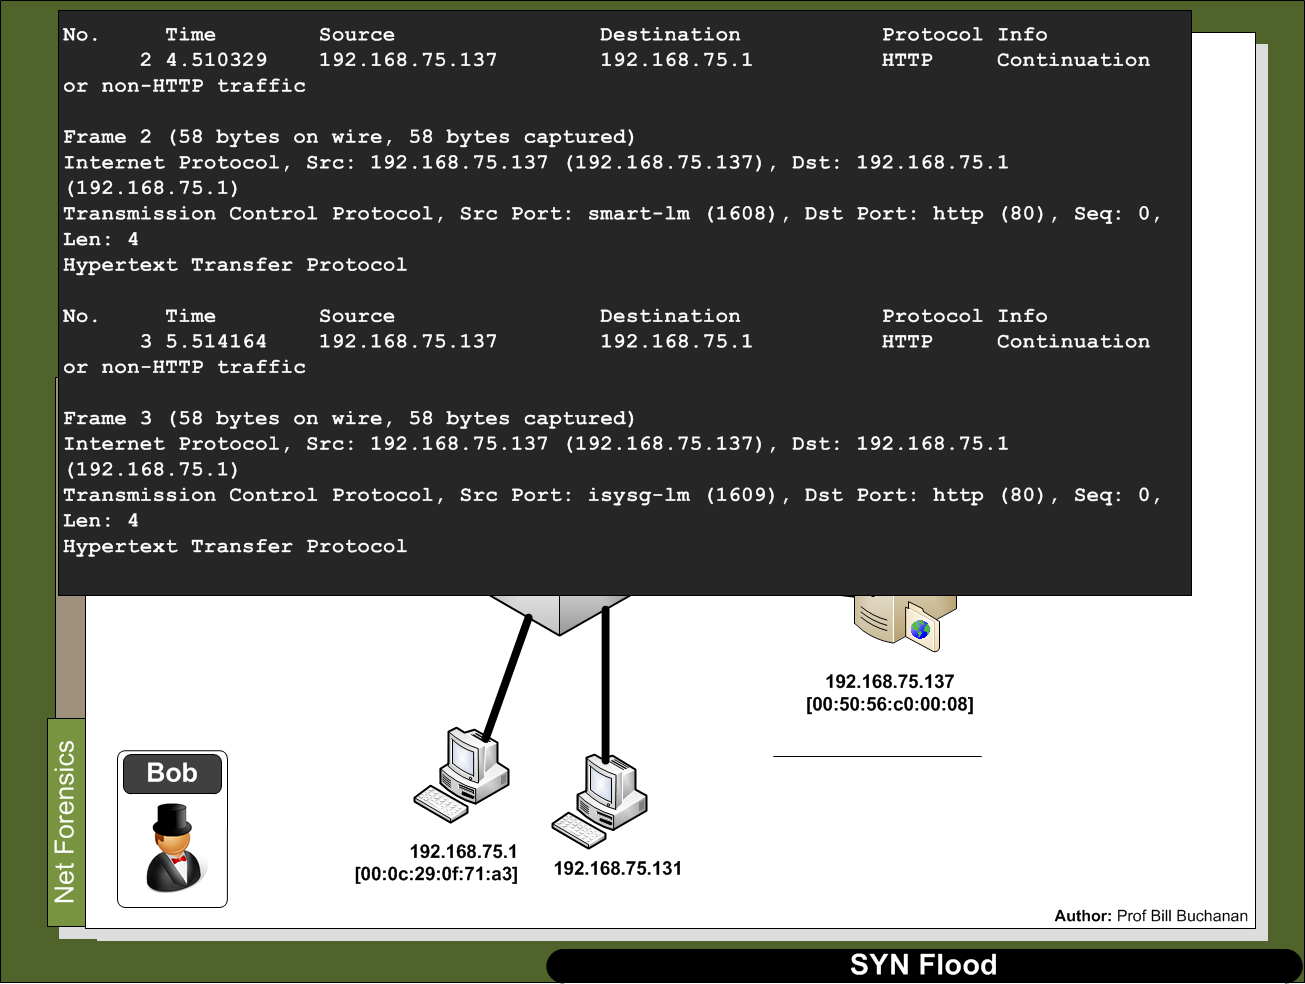 No.     Time        Source                Destination           Protocol Info
      2 4.510329    192.168.75.137        192.168.75.1          HTTP     Continuation
or non-HTTP traffic
Frame 2 (58 bytes on wire, 58 bytes captured)
Internet Protocol, Src: 192.168.75.137 (192.168.75.137), Dst: 192.168.75.1
(192.168.75.1)
Transmission Control Protocol, Src Port: smart-lm (1608), Dst Port: http (80), Seq: 0,
Len: 4
Hypertext Transfer Protocol
No.     Time        Source                Destination           Protocol Info
      3 5.514164    192.168.75.137        192.168.75.1          HTTP     Continuation
or non-HTTP traffic
Frame 3 (58 bytes on wire, 58 bytes captured)
Internet Protocol, Src: 192.168.75.137 (192.168.75.137), Dst: 192.168.75.1
(192.168.75.1)
Transmission Control Protocol, Src Port: isysg-lm (1609), Dst Port: http (80), Seq: 0,
Len: 4
Hypertext Transfer Protocol
192.168.75.137
[00:50:56:c0:00:08]
Net Forensics
Bob
192.168.75.1
[00:0c:29:0f:71:a3]
192.168.75.131
Author: Prof Bill Buchanan
SYN Flood